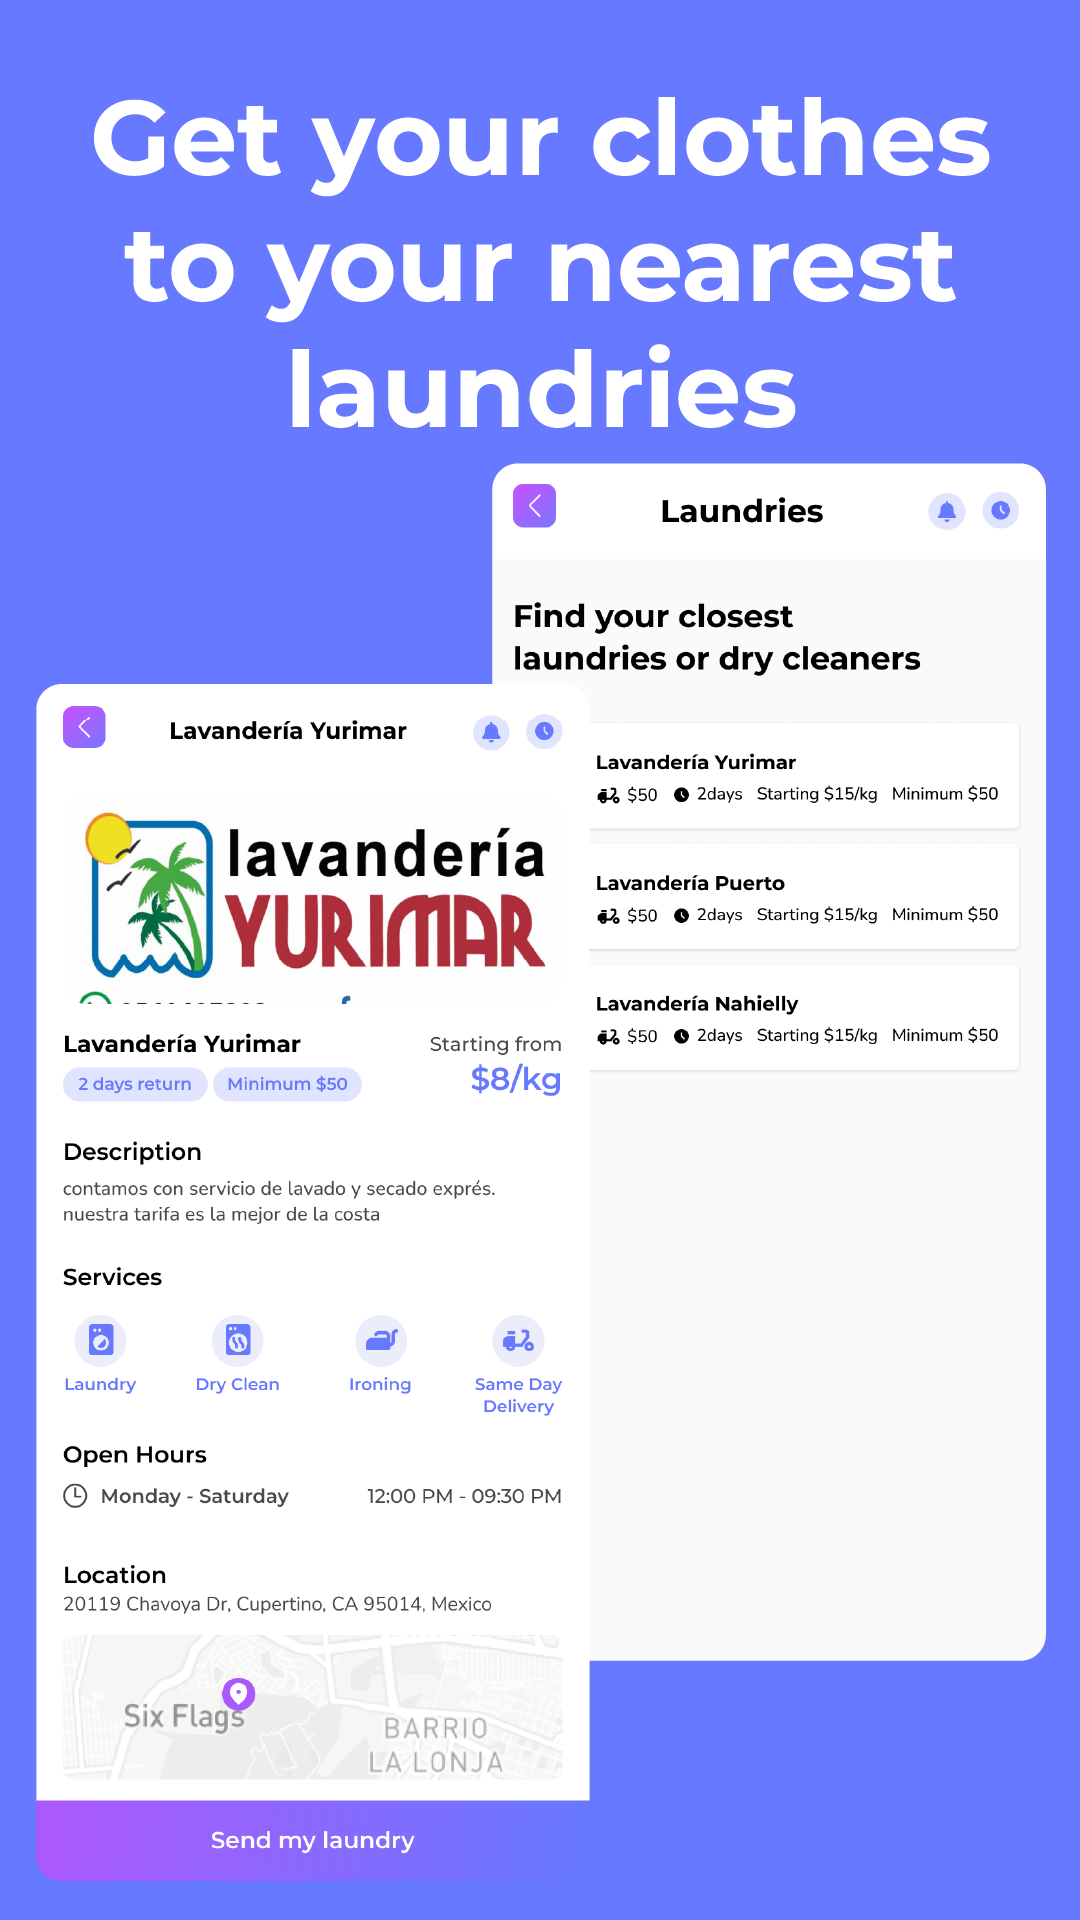 Get your clothes
to your nearest
laundries
Laundries
Find your closest
laundries or dry cleaners
Lavandería Yurimar
$50 2days Starting $15/kg Minimum $50
Lavandería Puerto
$50 2days Starting $15/kg Minimum $50
Lavandería Nahielly
$50 2days Starting $15/kg Minimum $50
Lavandería Yurimar
lavandería
YURIMAR
Lavandería Yurimar
Starting from
2 days return Minimum $50
$8/kg
Description
contamos con servicio de lavado y secado exprés.
nuestra tarifa es la mejor de la costa
Services
Laundry Dry Clean Ironing Same Day
Delivery
Open Hours
Monday - Saturday 12:00 PM - 09:30 PM
Location
20119 Chavoya Dr, Cupertino, CA 95014, Mexico
Six Flags
BARRIO
LA LONJA
Send my laundry